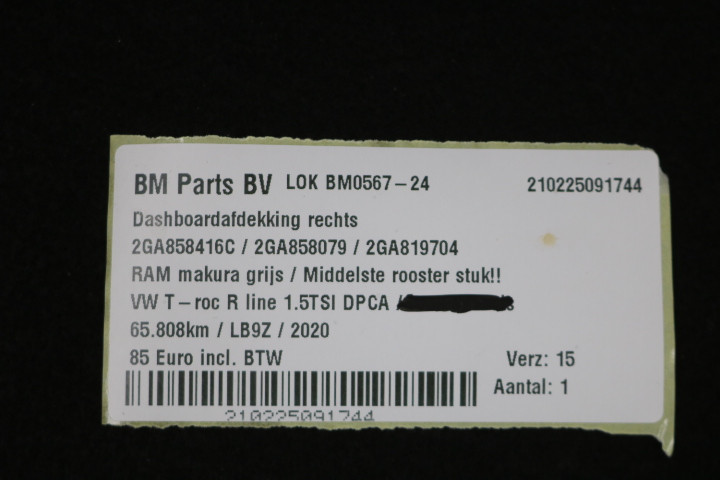 BM Parts BV LOK BM0567-24 210225091744
Dashboardafdekking rechts
2GA858416C / 2GA858079 / 2GA819704
RAM makura grijs / Middelste rooster stuk!!
VW T-roc R line 1.5TSI DPCA /
65.808km / LB9Z / 2020
85 Euro incl. BTW Verz: 15
Aantal: 1
210225091744